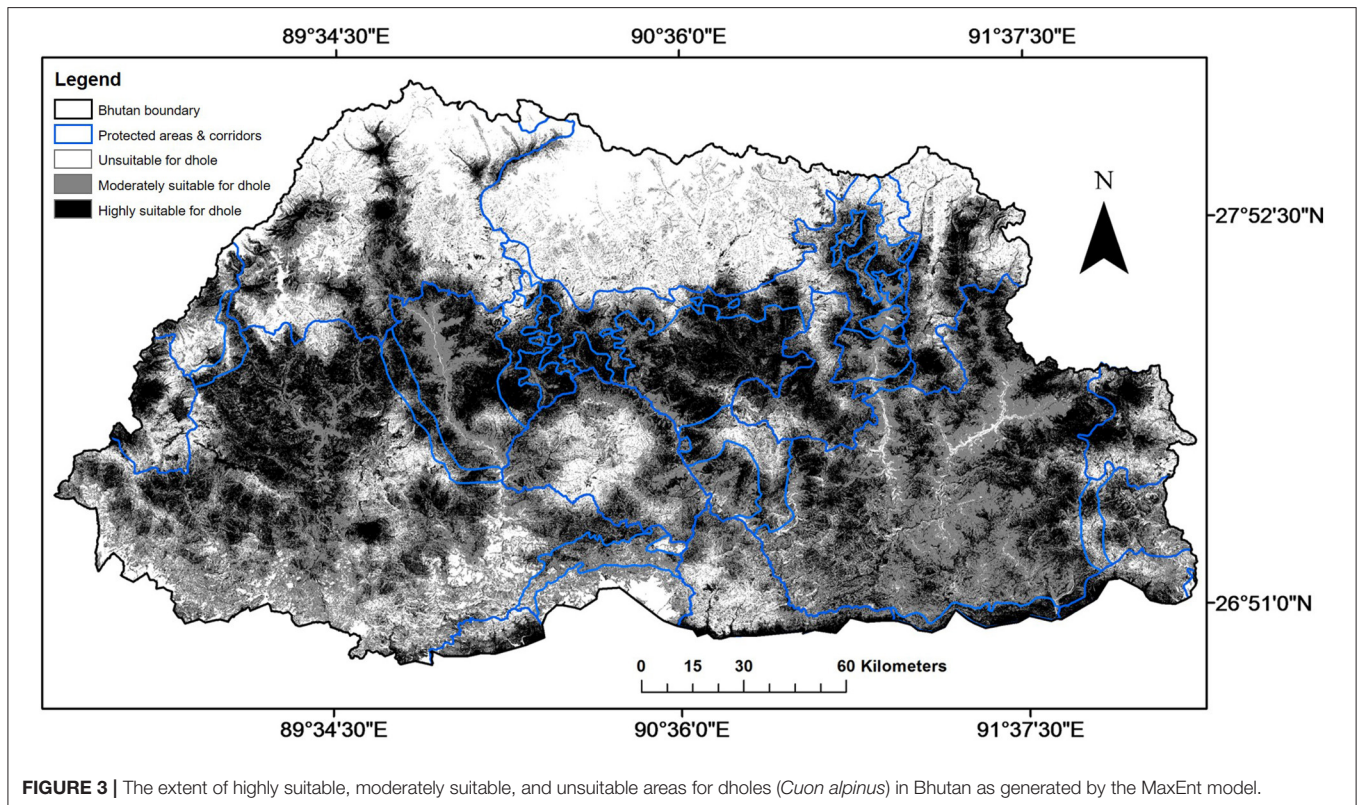 89°34'30"E 90°36'0"E 91°37'30"E
Legend
Bhutan boundary
Protected areas & corridors
Unsuitable for dhole
Moderately suitable for dhole
Highly suitable for dhole
N
27°52'30"N
26°51'0"N
0 15 30 60 Kilometers
89°34'30"E 90°36'0"E 91°37'30"E
FIGURE 3 | The extent of highly suitable, moderately suitable, and unsuitable areas for dholes (Cuon alpinus) in Bhutan as generated by the MaxEnt model.